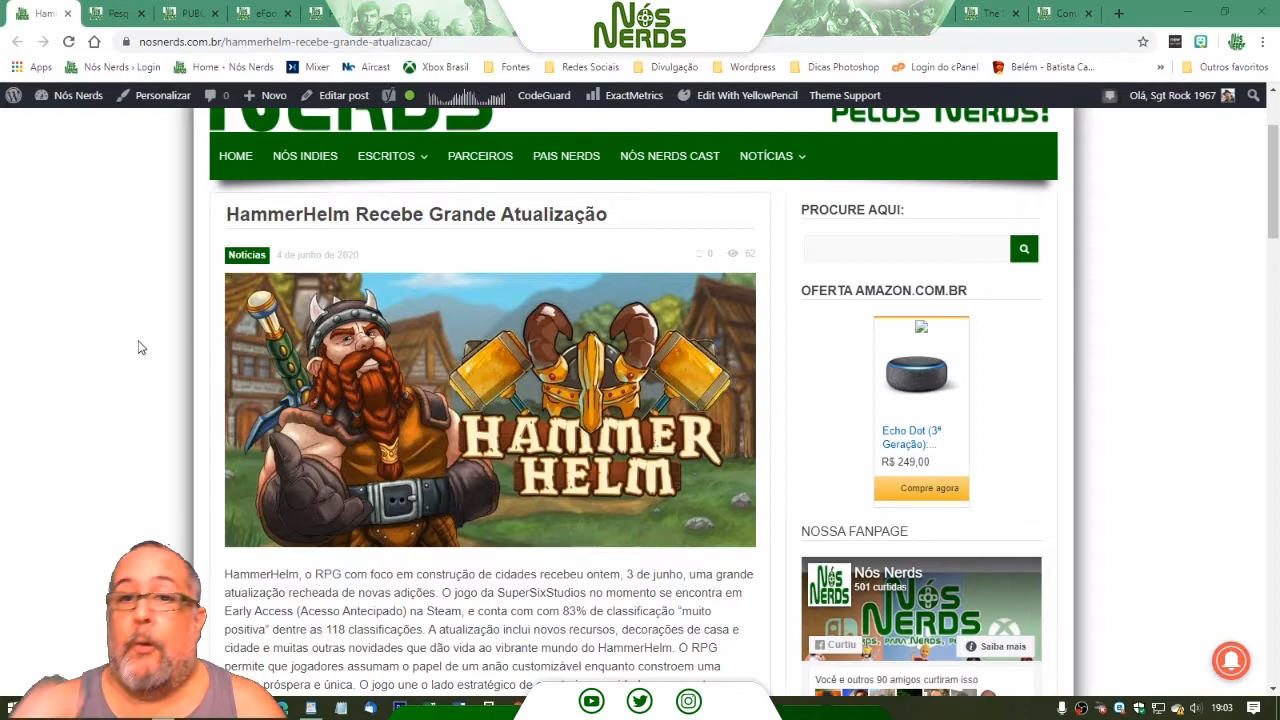 Ham
Pesq
Nós
NERDS
nosnerds.com.br/hammerhelm-recebe-grande-atualizacao/
Apps
Nós Nerds › Login
Home - Nós Nerds
Mixer
Aircast
Xbox Brasil
Fontes
Redes Sociais
Divulgação
Wordpress
Dicas Photoshop
Login do cPanel
Belém - Batista Ca...
»
Outros favoritos
Personalizar
0
Novo
Editar post
CodeGuard
ExactMetrics
Edit With YellowPencil
Theme Support
Olá, Sgt Rock 1967
NERDS
PELOS NERDS!
HOME
NÓS INDIES
ESCRITOS
PARCEIROS
PAIS NERDS
NÓS NERDS CAST
NOTÍCIAS
HammerHelm Recebe Grande Atualização
Notícias
4 de junho de 2020
0
62
HAMMER
HELM
HammerHelm, o RPG com foco em construção de cidades recebeu ontem, 3 de junho, uma grande
atualização recheada de novas adições. O jogo da SuperSixStudios no momento se encontra em
Early Access (Acesso Antecipado) na Steam, e conta com com 83% de classificação “muito
positiva” dentre as 118 classificações. A atualização inclui novos recursos, decorações de casa e
cidade e muitas outras novidades que dão vida ao vibrante mundo do HammerHelm. O RPG
permite que jogadores assumam o papel de um anão customizável enquanto constroem uma
próspera e única. O jogo une o lado estratégico de
PROCURE AQUI:
OFERTA AMAZON.COM.BR
Echo Dot (3ª
Geração):...
R$ 249,00
Compre agora
NOSSA FANPAGE
Nós Nerds
501 curtidas
NÓS
NERDS
Nós
NERDS
Curtiu
Saiba mais
Você e outros 90 amigos curtiram isso
19:03